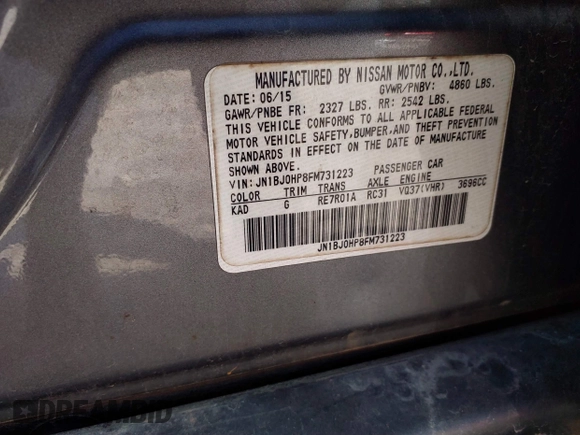 MANUFACTURED BY NISSAN MOTOR CO.,LTD.
DATE: 06/15 GVWR/PNBV: 4860 LBS.
GAWR/PNBE FR: 2327 LBS. RR: 2542 LBS.
THIS VEHICLE CONFORMS TO ALL APPLICABLE FEDERAL
MOTOR VEHICLE SAFETY,BUMPER,AND THEFT PREVENTION
STANDARDS IN EFFECT ON THE DATE OF MANUFACTURE
SHOWN ABOVE.
VIN: JN1BJ0HP8FM731223 PASSENGER CAR
COLOR TRIM TRANS AXLE ENGINE
KAD G RE7R01A RC31 VQ37(VHR) 3696CC
JN1BJ0HP8FM731223
DREAMBID